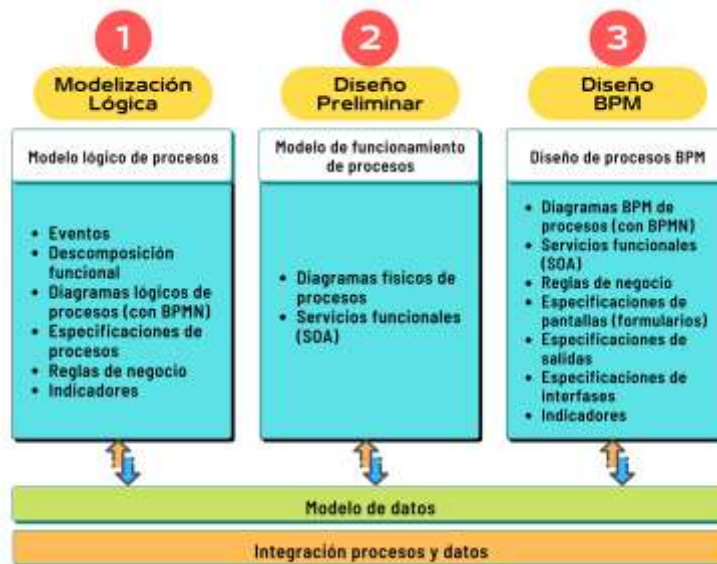 1
Modelización
Lógica
Modelo lógico de procesos
• Eventos
• Descomposición
funcional
• Diagramas lógicos de
procesos (con BPMN)
• Especificaciones de
procesos
• Reglas de negocio
• Indicadores
2
Diseño
Preliminar
Modelo de funcionamiento
de procesos
• Diagramas físicos de
procesos
• Servicios funcionales
(SOA)
3
Diseño
BPM
Diseño de procesos BPM
• Diagramas BPM de
procesos (con BPMN)
• Servicios funcionales
(SOA)
• Reglas de negocio
• Especificaciones de
pantallas (formularios)
• Especificaciones de
salidas
• Especificaciones de
interfases
• Indicadores
Modelo de datos
Integración procesos y datos